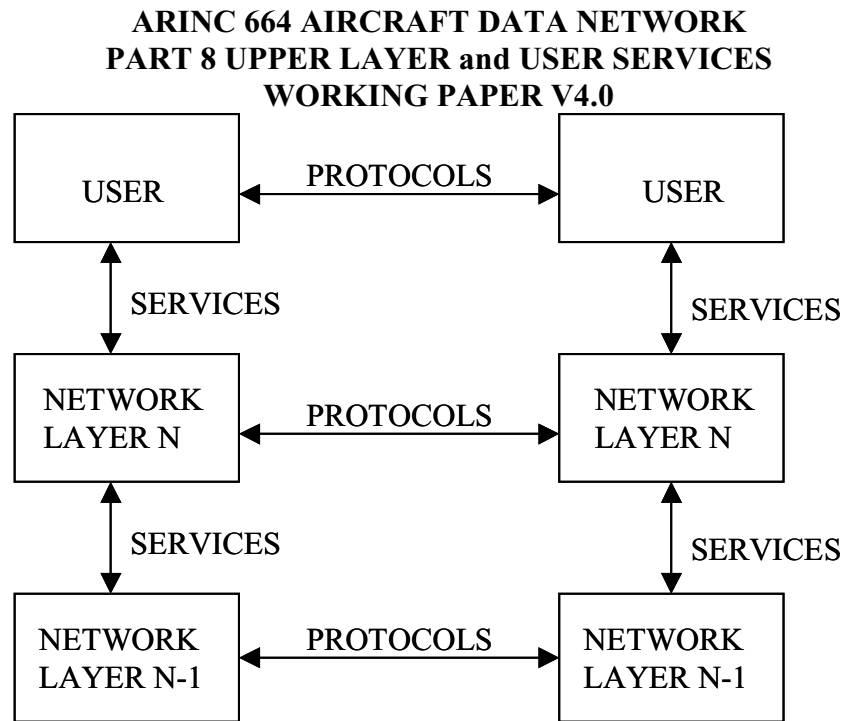 ARINC 664 AIRCRAFT DATA NETWORK
PART 8 UPPER LAYER and USER SERVICES
WORKING PAPER V4.0
USER
PROTOCOLS
USER
SERVICES
SERVICES
NETWORK
LAYER N
PROTOCOLS
NETWORK
LAYER N
SERVICES
SERVICES
NETWORK
LAYER N-1
PROTOCOLS
NETWORK
LAYER N-1